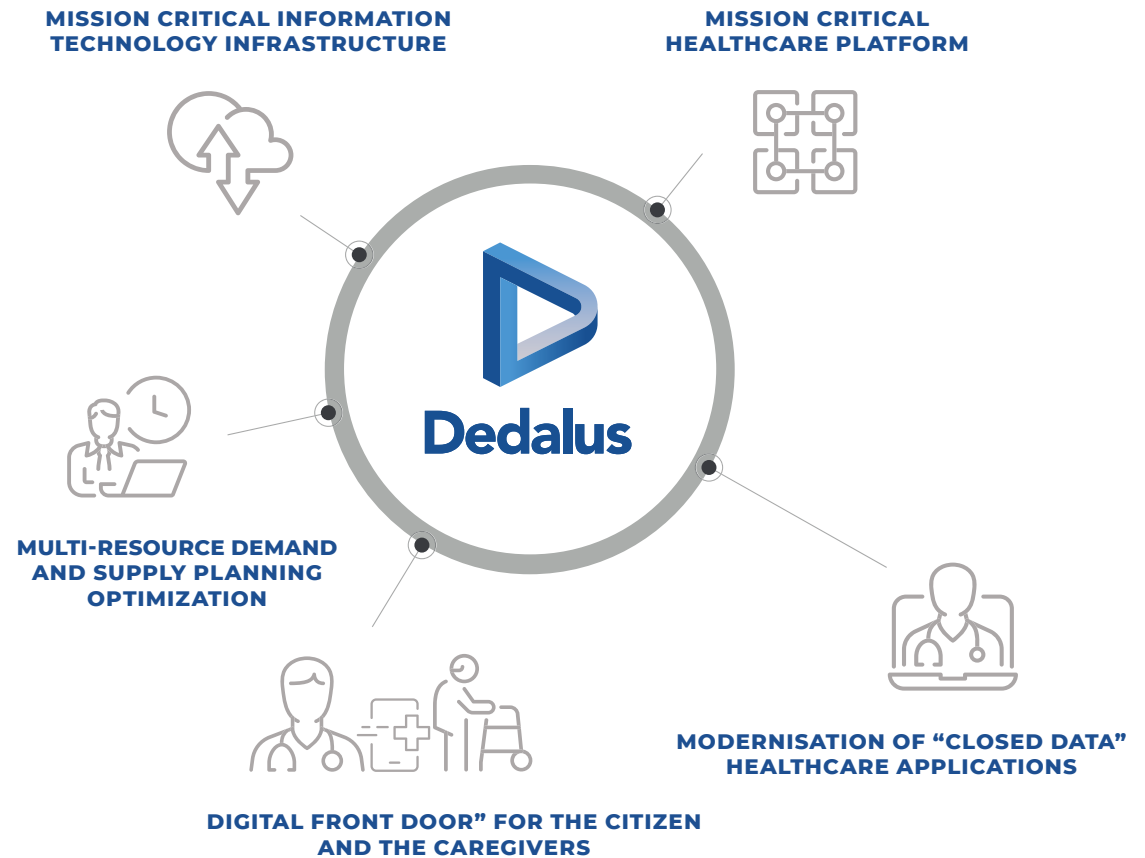 MISSION CRITICAL INFORMATION
TECHNOLOGY INFRASTRUCTURE
MISSION CRITICAL
HEALTHCARE PLATFORM
Dedalus
MULTI-RESOURCE DEMAND
AND SUPPLY PLANNING
OPTIMIZATION
MODERNISATION OF “CLOSED DATA”
HEALTHCARE APPLICATIONS
DIGITAL FRONT DOOR” FOR THE CITIZEN
AND THE CAREGIVERS